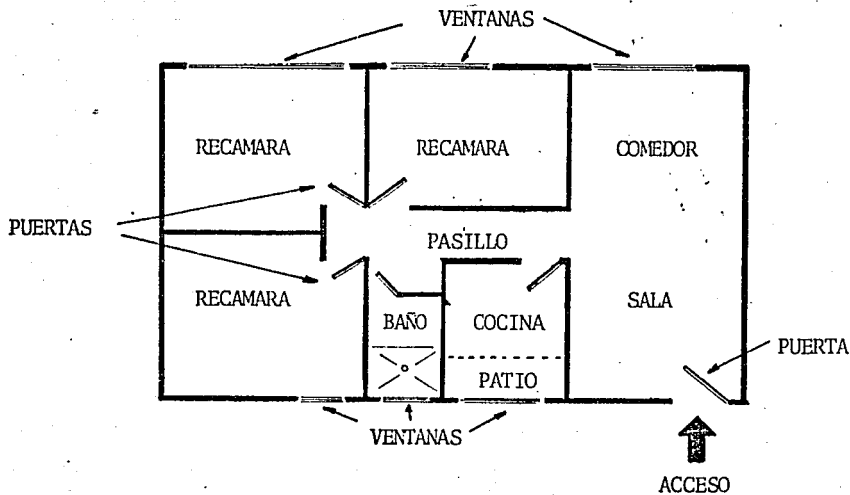 VENTANAS
RECAMARA
RECAMARA
COMEDOR
PUERTAS
PASILLO
RECAMARA
SALA
BAÑO
COCINA
PUERTA
PATIO
VENTANAS
ACCESO